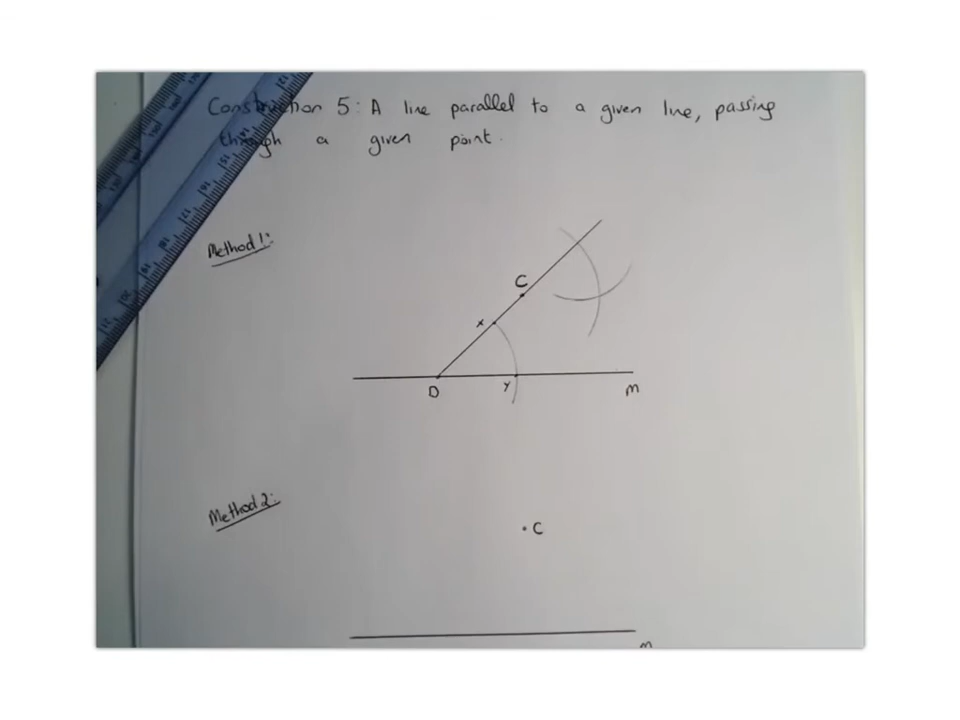 Construction 5: A line parallel to a given line, passing
through a given point.
Method 1:
C
X
D
Y
m
Method 2:
C
m